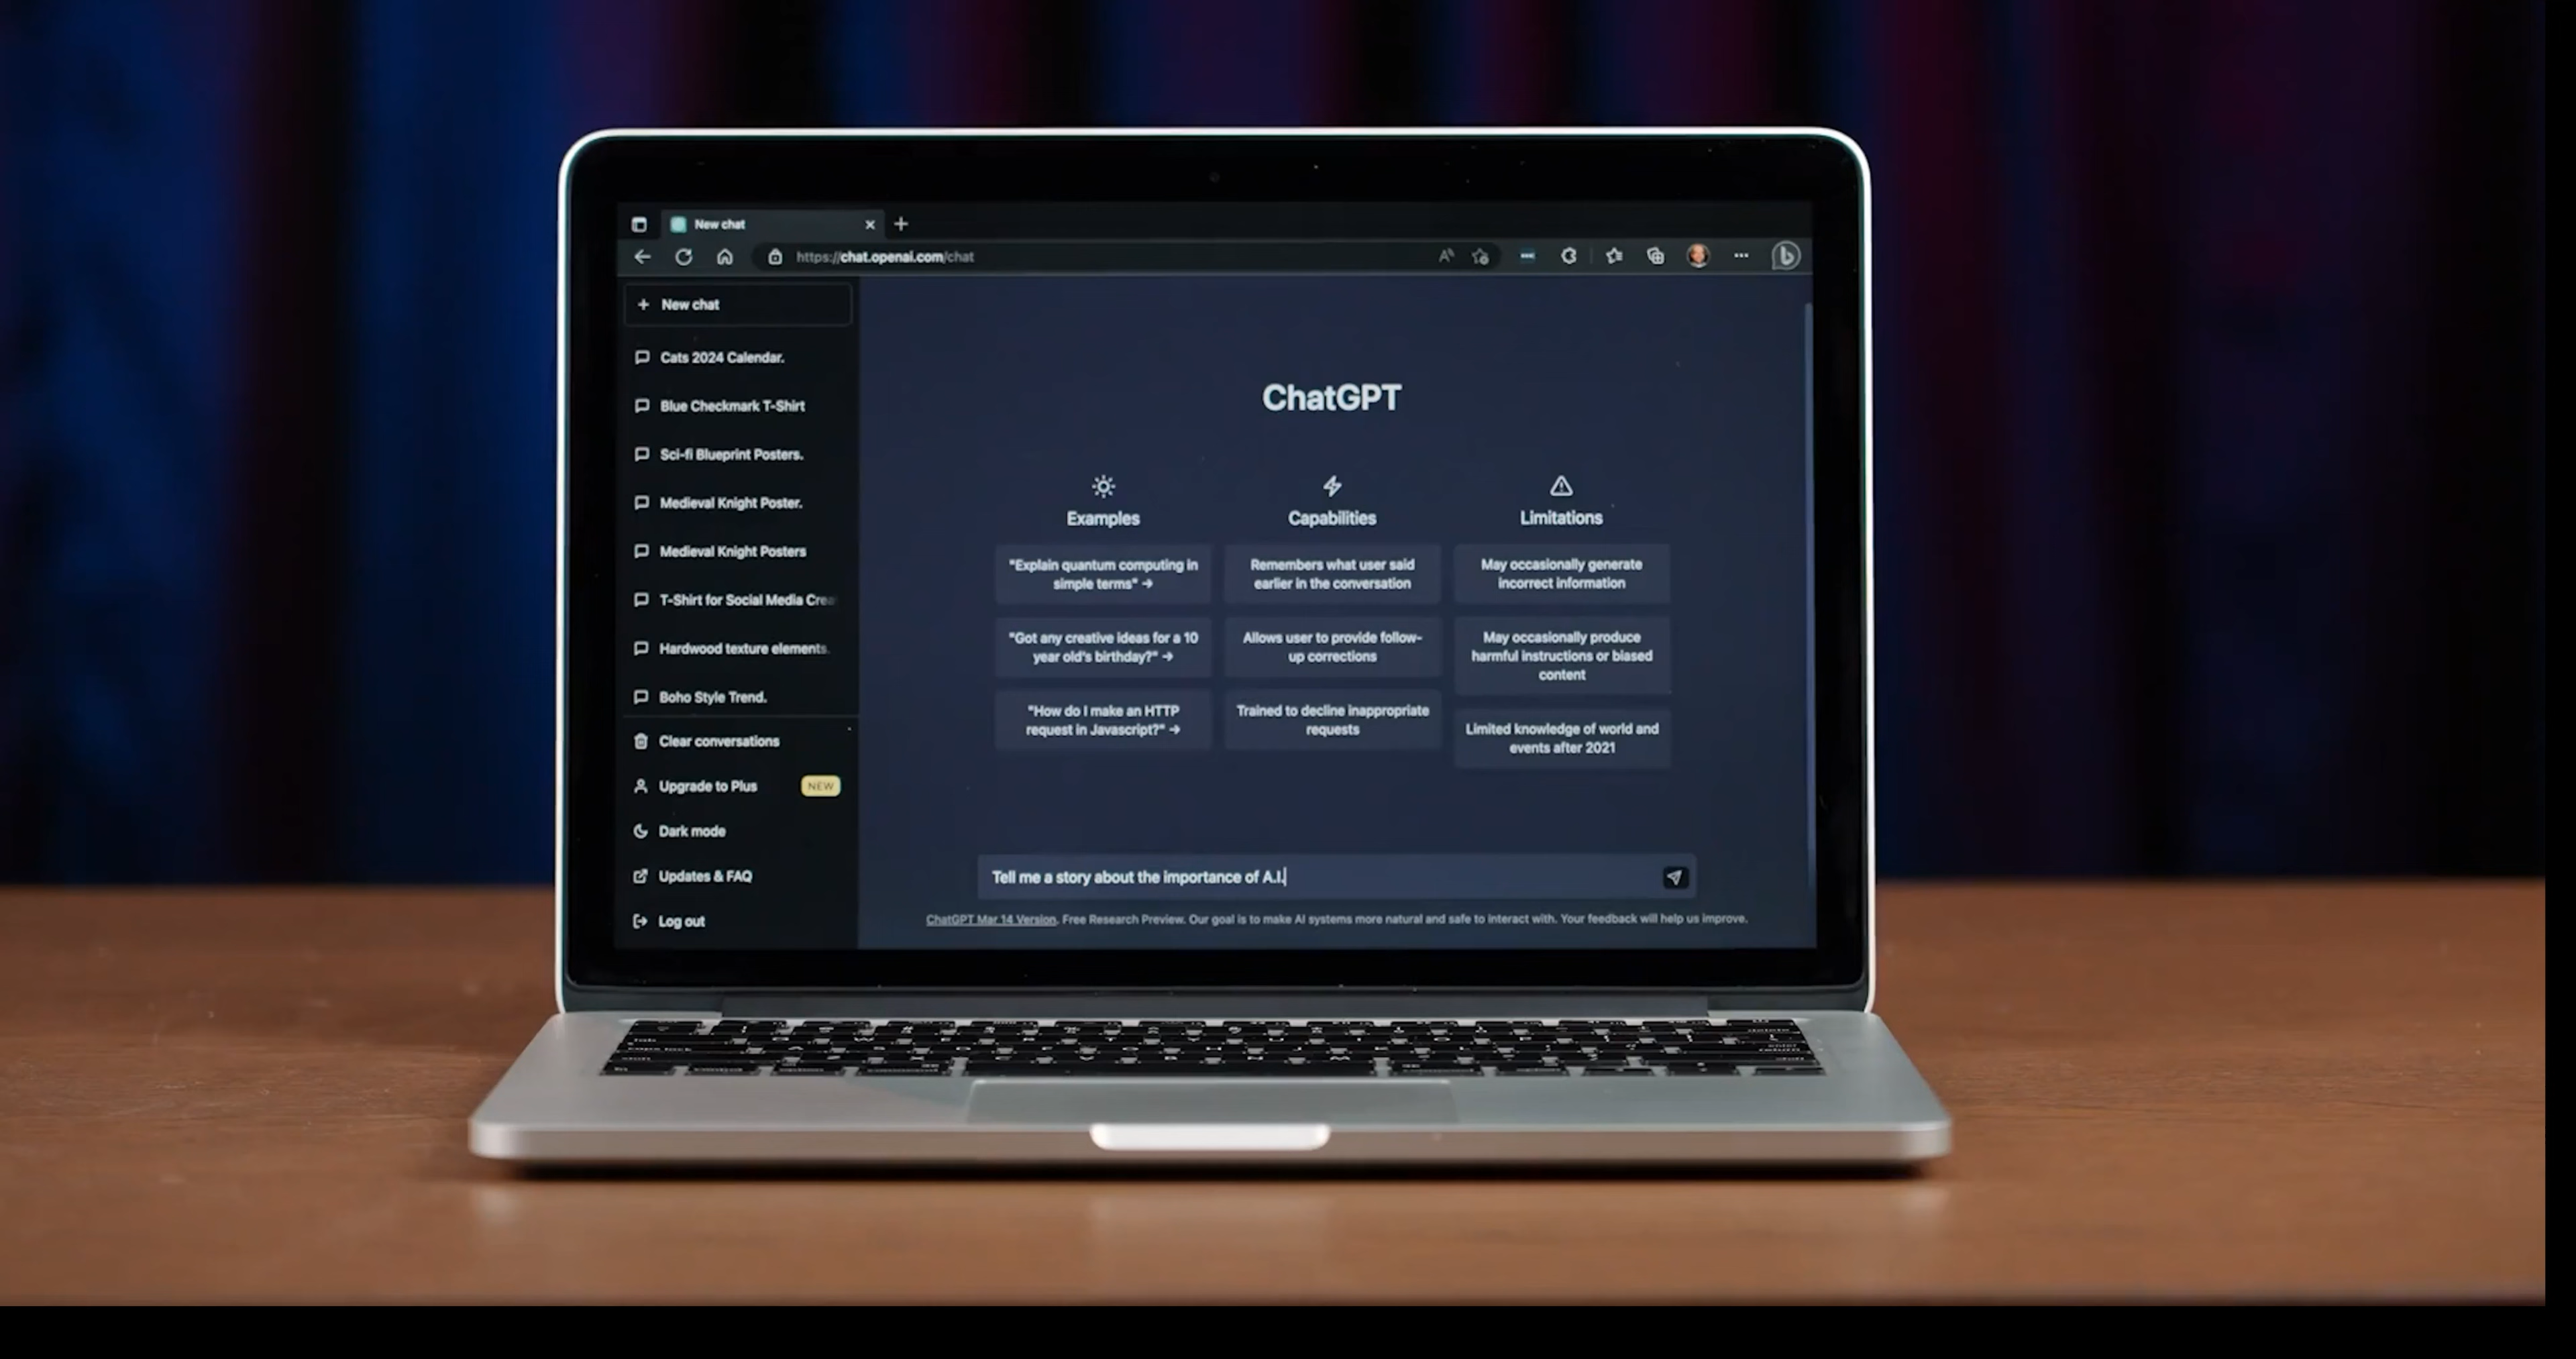 New chat
https://chat.openai.com/chat
New chat
Cats 2024 Calendar.
Blue Checkmark T-Shirt
Sci-fi Blueprint Posters.
Medieval Knight Poster.
Medieval Knight Posters
T-Shirt for Social Media Crea
Hardwood texture elements.
Boho Style Trend.
Clear conversations
Upgrade to Plus NEW
Dark mode
Updates & FAQ
Log out
ChatGPT
Examples
"Explain quantum computing in
simple terms" →
"Got any creative ideas for a 10
year old's birthday?" →
"How do I make an HTTP
request in Javascript?" →
Capabilities
Remembers what user said
earlier in the conversation
Allows user to provide follow-
up corrections
Trained to decline inappropriate
requests
Limitations
May occasionally generate
incorrect information
May occasionally produce
harmful instructions or biased
content
Limited knowledge of world and
events after 2021
Tell me a story about the importance of A.I.
ChatGPT Mar 14 Version. Free Research Preview. Our goal is to make AI systems more natural and safe to interact with. Your feedback will help us improve.